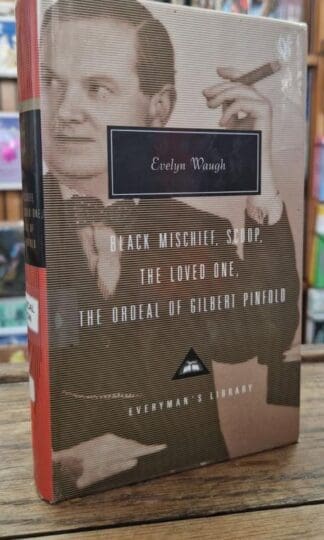 Evelyn Waugh
BLACK MISCHIEF, SCOOP,
THE LOVED ONE,
THE ORDEAL OF GILBERT PINFOLD
EVERYMAN'S LIBRARY